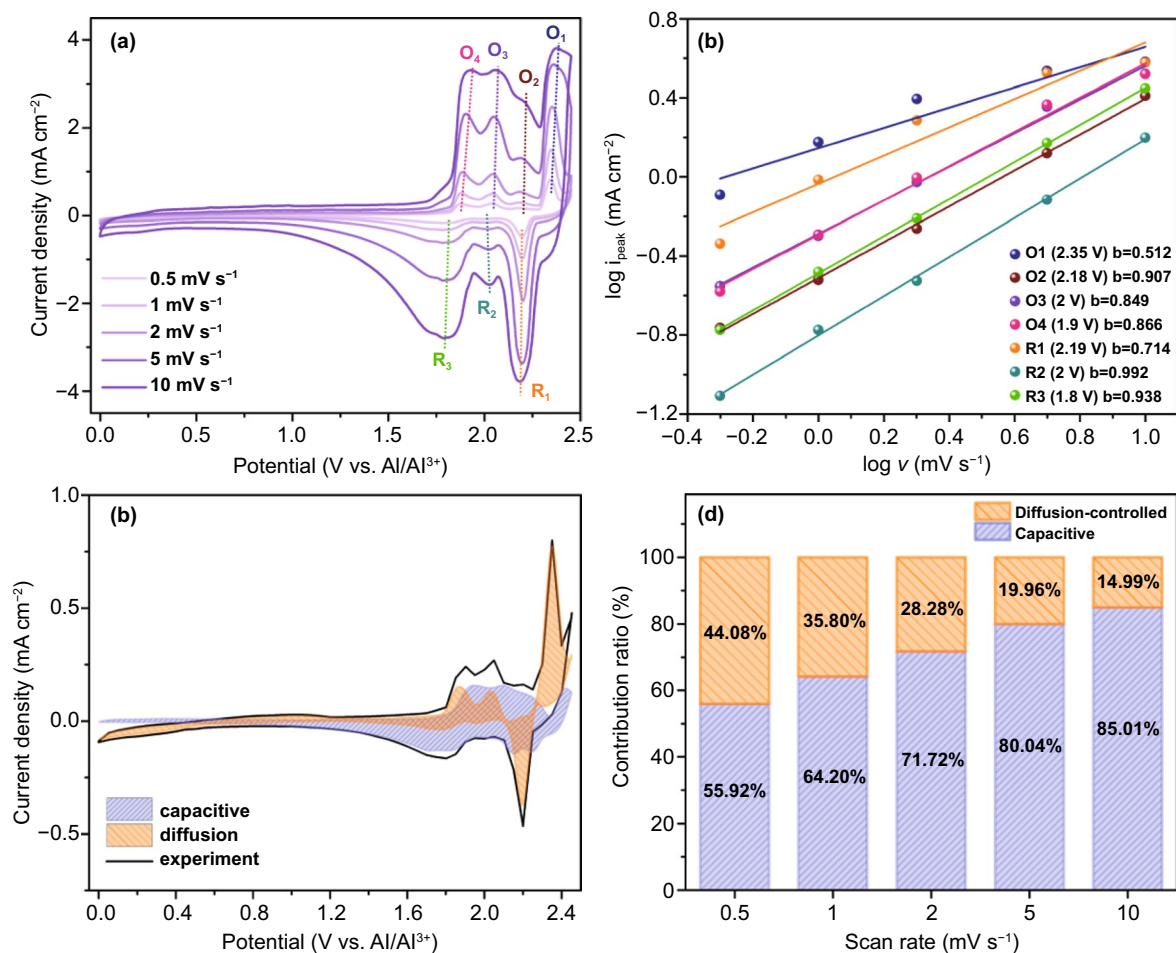 (a)
O₁
O₃
O₄
O₂
R₂
R₃
R₁
0.5 mV s⁻¹
1 mV s⁻¹
2 mV s⁻¹
5 mV s⁻¹
10 mV s⁻¹
4
2
0
−2
−4
Current density (mA cm⁻²)
0.0 0.5 1.0 1.5 2.0 2.5
Potential (V vs. Al/Al³⁺)
(b)
0.8
0.4
0.0
−0.4
−0.8
−1.2
log i_peak (mA cm⁻²)
O1 (2.35 V) b=0.512
O2 (2.18 V) b=0.907
O3 (2 V) b=0.849
O4 (1.9 V) b=0.866
R1 (2.19 V) b=0.714
R2 (2 V) b=0.992
R3 (1.8 V) b=0.938
−0.4 −0.2 0.0 0.2 0.4 0.6 0.8 1.0
log v (mV s⁻¹)
(b)
1.0
0.5
0.0
−0.5
Current density (mA cm⁻²)
capacitive
diffusion
experiment
0.0 0.4 0.8 1.2 1.6 2.0 2.4
Potential (V vs. Al/Al³⁺)
(d)
Diffusion-controlled
Capacitive
100
80
60
40
20
0
Contribution ratio (%)
44.08% 35.80% 28.28% 19.96% 14.99%
55.92% 64.20% 71.72% 80.04% 85.01%
0.5 1 2 5 10
Scan rate (mV s⁻¹)